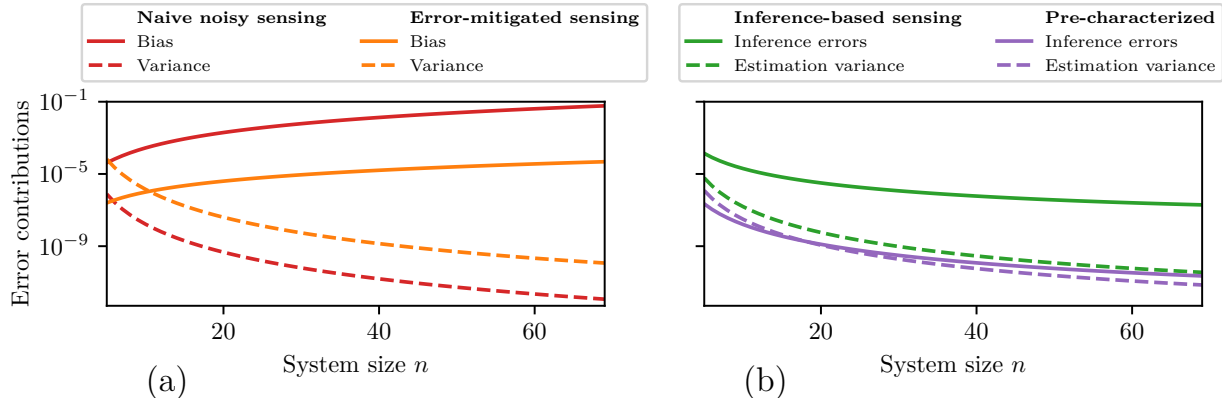 Naive noisy sensing
Bias
Variance
Error-mitigated sensing
Bias
Variance
Inference-based sensing
Inference errors
Estimation variance
Pre-characterized
Inference errors
Estimation variance
Error contributions
10⁻¹
10⁻⁵
10⁻⁹
20
40
60
System size n
(a)
20
40
60
System size n
(b)